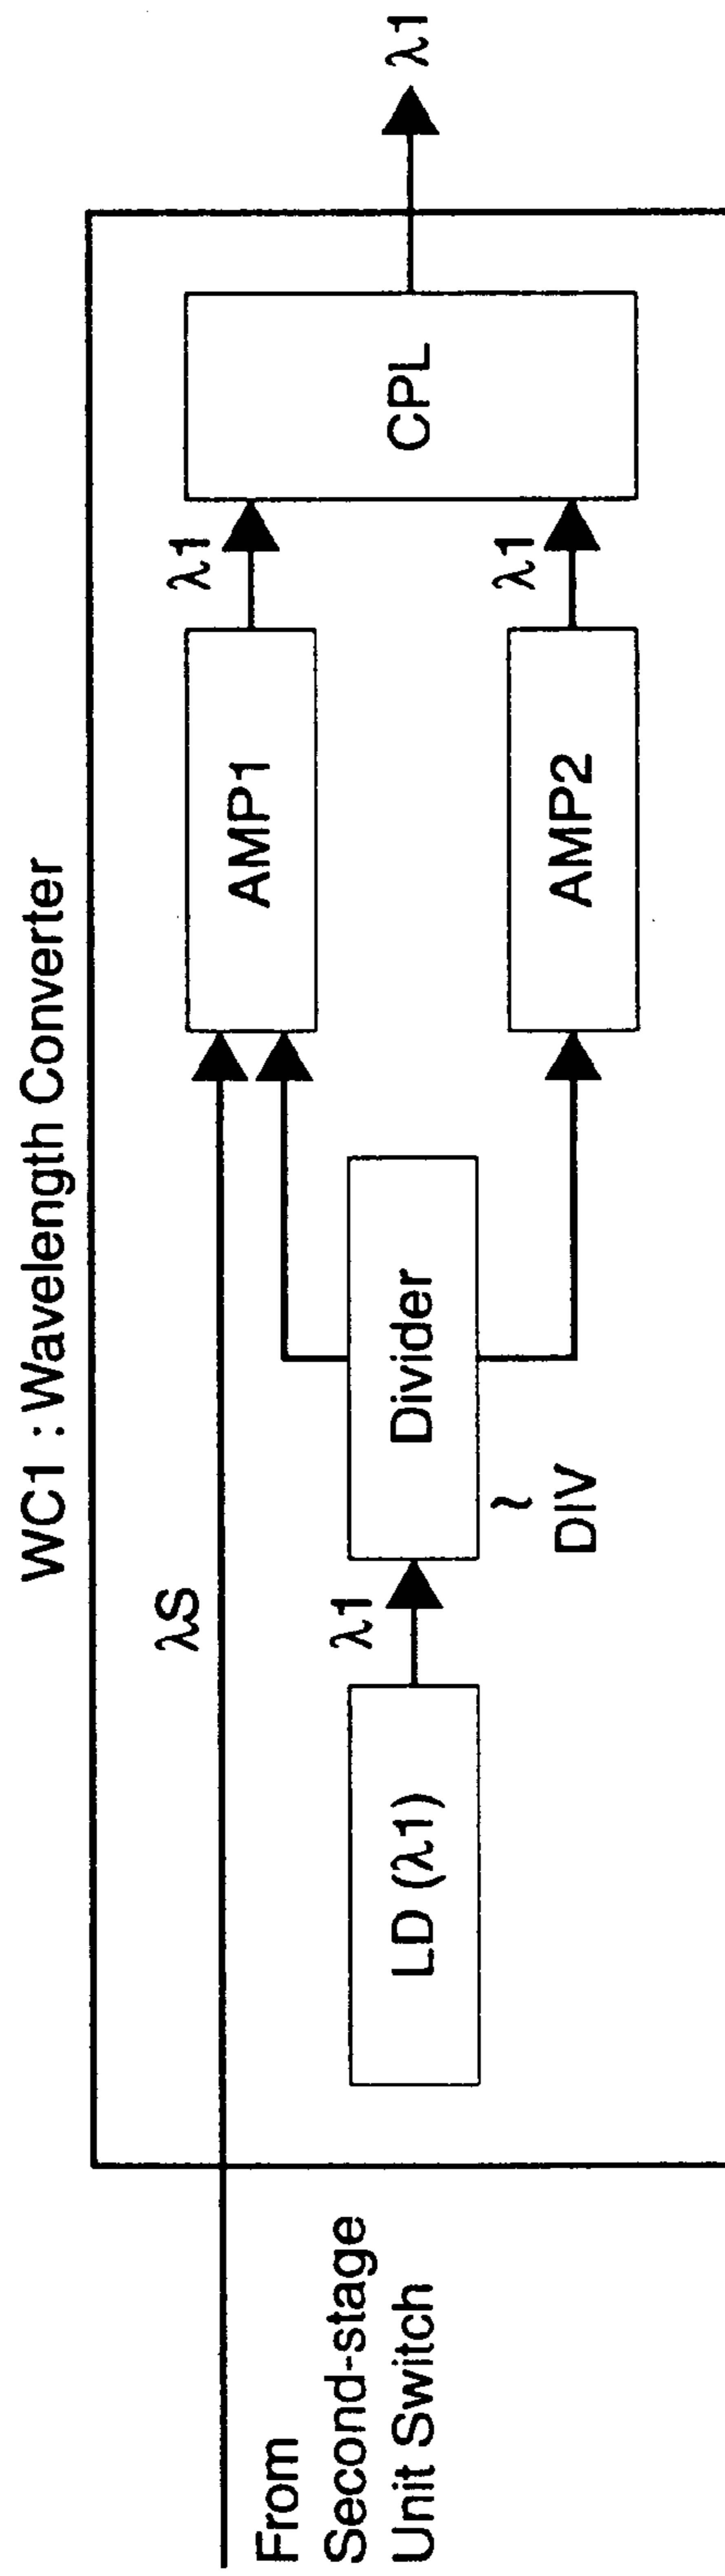 WC1 : Wavelength Converter
From
Second-stage
Unit Switch
λS
LD (λ1)
λ1
Divider
DIV
AMP1
λ1
AMP2
λ1
CPL
λ1